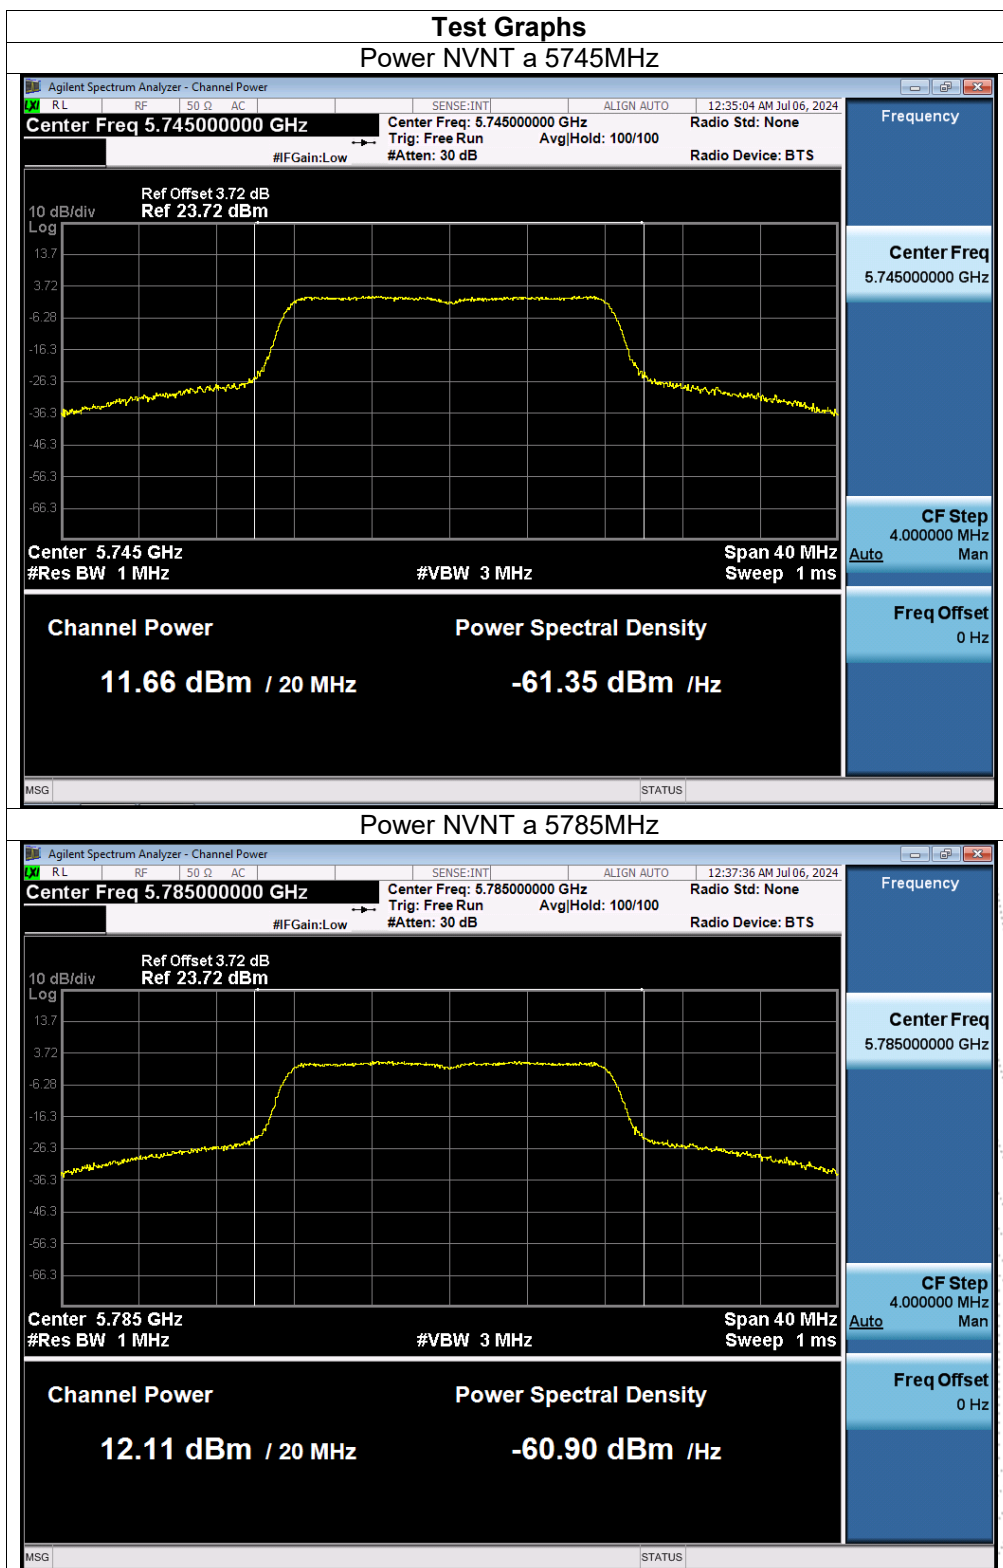 Test Graphs
Power NVNT a 5745MHz
Agilent Spectrum Analyzer - Channel Power
LXI RL RF 50 Ω AC SENSE:INT ALIGN AUTO 12:35:04 AM Jul 06, 2024
Center Freq 5.745000000 GHz Center Freq: 5.745000000 GHz Radio Std: None Frequency
Trig: Free Run Avg|Hold: 100/100
#IFGain:Low #Atten: 30 dB Radio Device: BTS
Ref Offset 3.72 dB
10 dB/div Ref 23.72 dBm
Log
13.7
Center Freq
5.745000000 GHz
3.72
-6.28
-16.3
-26.3
-36.3
-46.3
-56.3
-66.3
CF Step
4.000000 MHz
Auto Man
Center 5.745 GHz Span 40 MHz
#Res BW 1 MHz #VBW 3 MHz Sweep 1 ms
Freq Offset
0 Hz
Channel Power Power Spectral Density
11.66 dBm / 20 MHz -61.35 dBm /Hz
MSG STATUS
Power NVNT a 5785MHz
Agilent Spectrum Analyzer - Channel Power
LXI RL RF 50 Ω AC SENSE:INT ALIGN AUTO 12:37:36 AM Jul 06, 2024
Center Freq 5.785000000 GHz Center Freq: 5.785000000 GHz Radio Std: None Frequency
Trig: Free Run Avg|Hold: 100/100
#IFGain:Low #Atten: 30 dB Radio Device: BTS
Ref Offset 3.72 dB
10 dB/div Ref 23.72 dBm
Log
13.7
Center Freq
5.785000000 GHz
3.72
-6.28
-16.3
-26.3
-36.3
-46.3
-56.3
-66.3
CF Step
4.000000 MHz
Auto Man
Center 5.785 GHz Span 40 MHz
#Res BW 1 MHz #VBW 3 MHz Sweep 1 ms
Freq Offset
0 Hz
Channel Power Power Spectral Density
12.11 dBm / 20 MHz -60.90 dBm /Hz
MSG STATUS